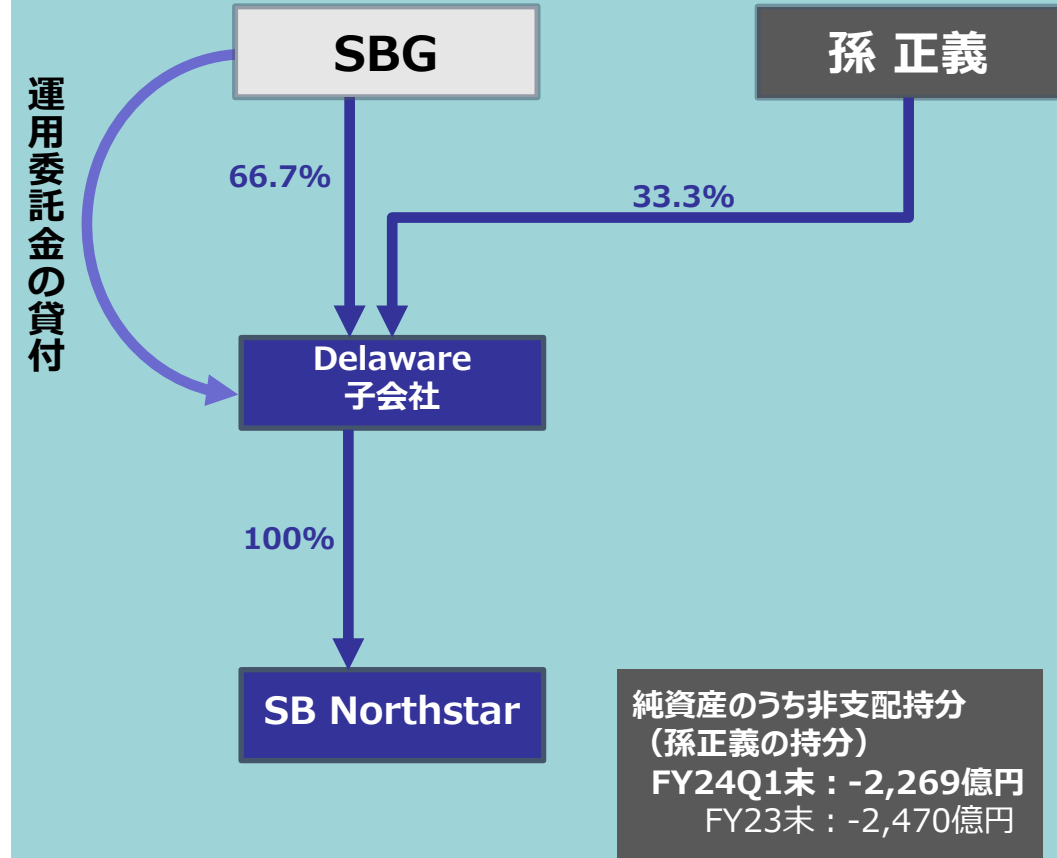 SBG
孫 正義
運用委託金の貸付
66.7%
33.3%
Delaware
子会社
100%
SB Northstar
純資産のうち非支配持分
（孫正義の持分）
FY24Q1末：-2,269億円
FY23末：-2,470億円